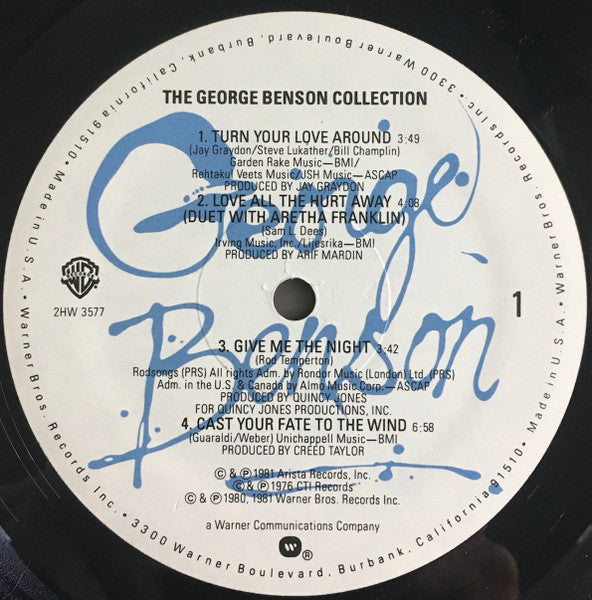 THE GEORGE BENSON COLLECTION
1. TURN YOUR LOVE AROUND 3:49
(Jay Graydon/Steve Lukather/Bill Champlin)
Garden Rake Music—BMI/
Rehtakul Veets Music/JSH Music—ASCAP
PRODUCED BY JAY GRAYDON
2. LOVE ALL THE HURT AWAY 4:08
(DUET WITH ARETHA FRANKLIN)
(Sam L. Dees)
Irving Music, Inc./Lijesrika—BMI
PRODUCED BY ARIF MARDIN
George
Benson
WB
RECORDS
2HW 3577
1
3. GIVE ME THE NIGHT 3:42
(Rod Temperton)
Rodsongs (PRS) All rights Adm. by Rondor Music (London) Ltd. (PRS)
Adm. in the U.S. & Canada by Almo Music Corp.—ASCAP
PRODUCED BY QUINCY JONES
FOR QUINCY JONES PRODUCTIONS, INC.
4. CAST YOUR FATE TO THE WIND 6:58
(Guaraldi/Weber) Unichappell Music—BMI
PRODUCED BY CREED TAYLOR
© & ℗ 1981 Arista Records, Inc.
© & ℗ 1976 CTI Records
© & ℗ 1980, 1981 Warner Bros. Records Inc.
a Warner Communications Company
®
Warner Bros. Records Inc. • 3300 Warner Boulevard, Burbank, California 91510 • Made in U.S.A. •
Warner Bros. Records Inc. • 3300 Warner Boulevard, Burbank, California 91510 • Made in U.S.A. •